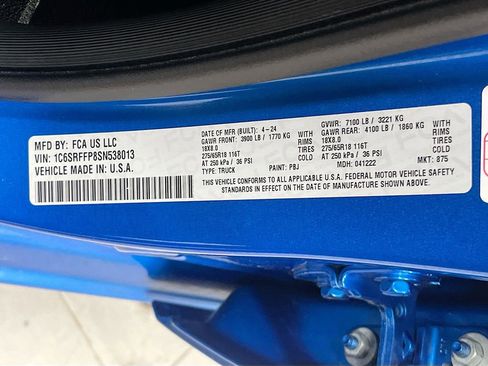 MFD BY: FCA US LLC
VIN: 1C6SRFFP8SN538013
VEHICLE MADE IN: U.S.A.
DATE OF MFR (BUILT): 4-24 GVWR: 7100 LB / 3221 KG
GAWR FRONT: 3900 LB / 1770 KG WITH GAWR REAR: 4100 LB / 1860 KG WITH
18X8.0 RIMS 18X8.0 RIMS
275/65R18 116T TIRES 275/65R18 116T TIRES
AT 250 kPa / 36 PSI COLD AT 250 kPa / 36 PSI COLD
TYPE: TRUCK PAINT: PBJ MDH: 041222 MKT: 875
THIS VEHICLE CONFORMS TO ALL APPLICABLE U.S.A. FEDERAL MOTOR VEHICLE SAFETY
STANDARDS IN EFFECT ON THE DATE OF MANUFACTURE SHOWN ABOVE.